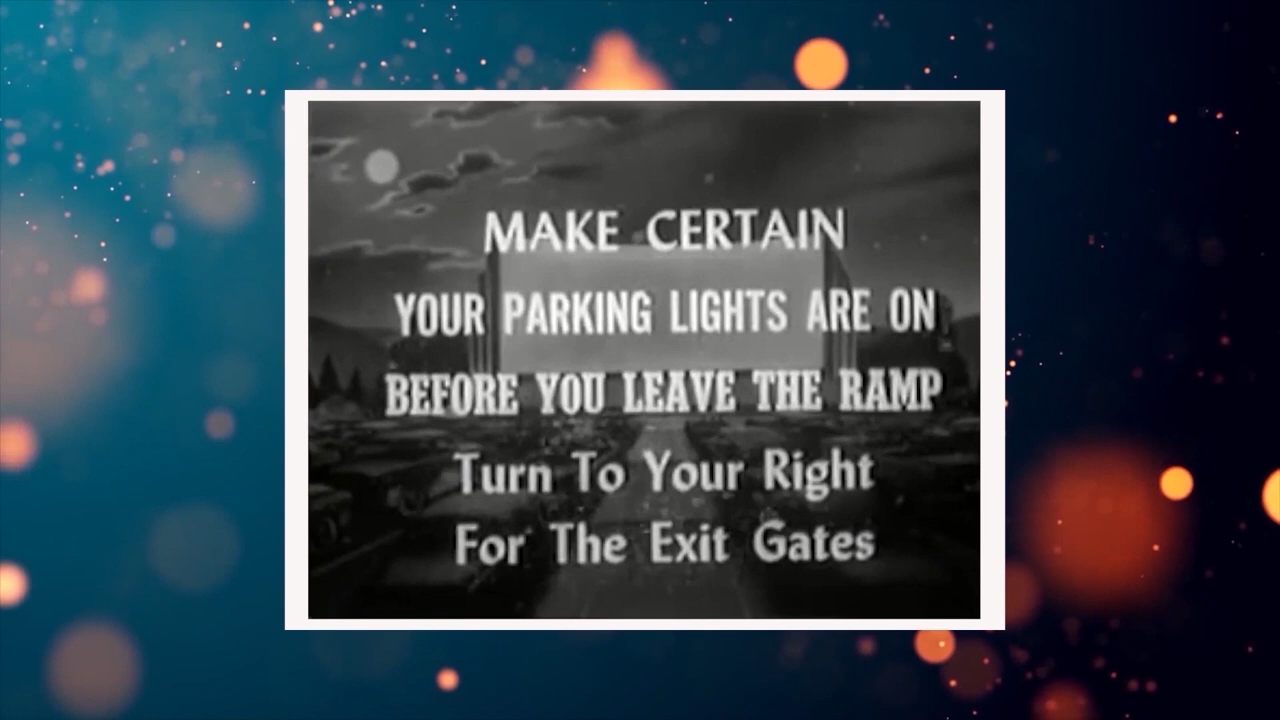 MAKE CERTAIN
YOUR PARKING LIGHTS ARE ON
BEFORE YOU LEAVE THE RAMP
Turn To Your Right
For The Exit Gates